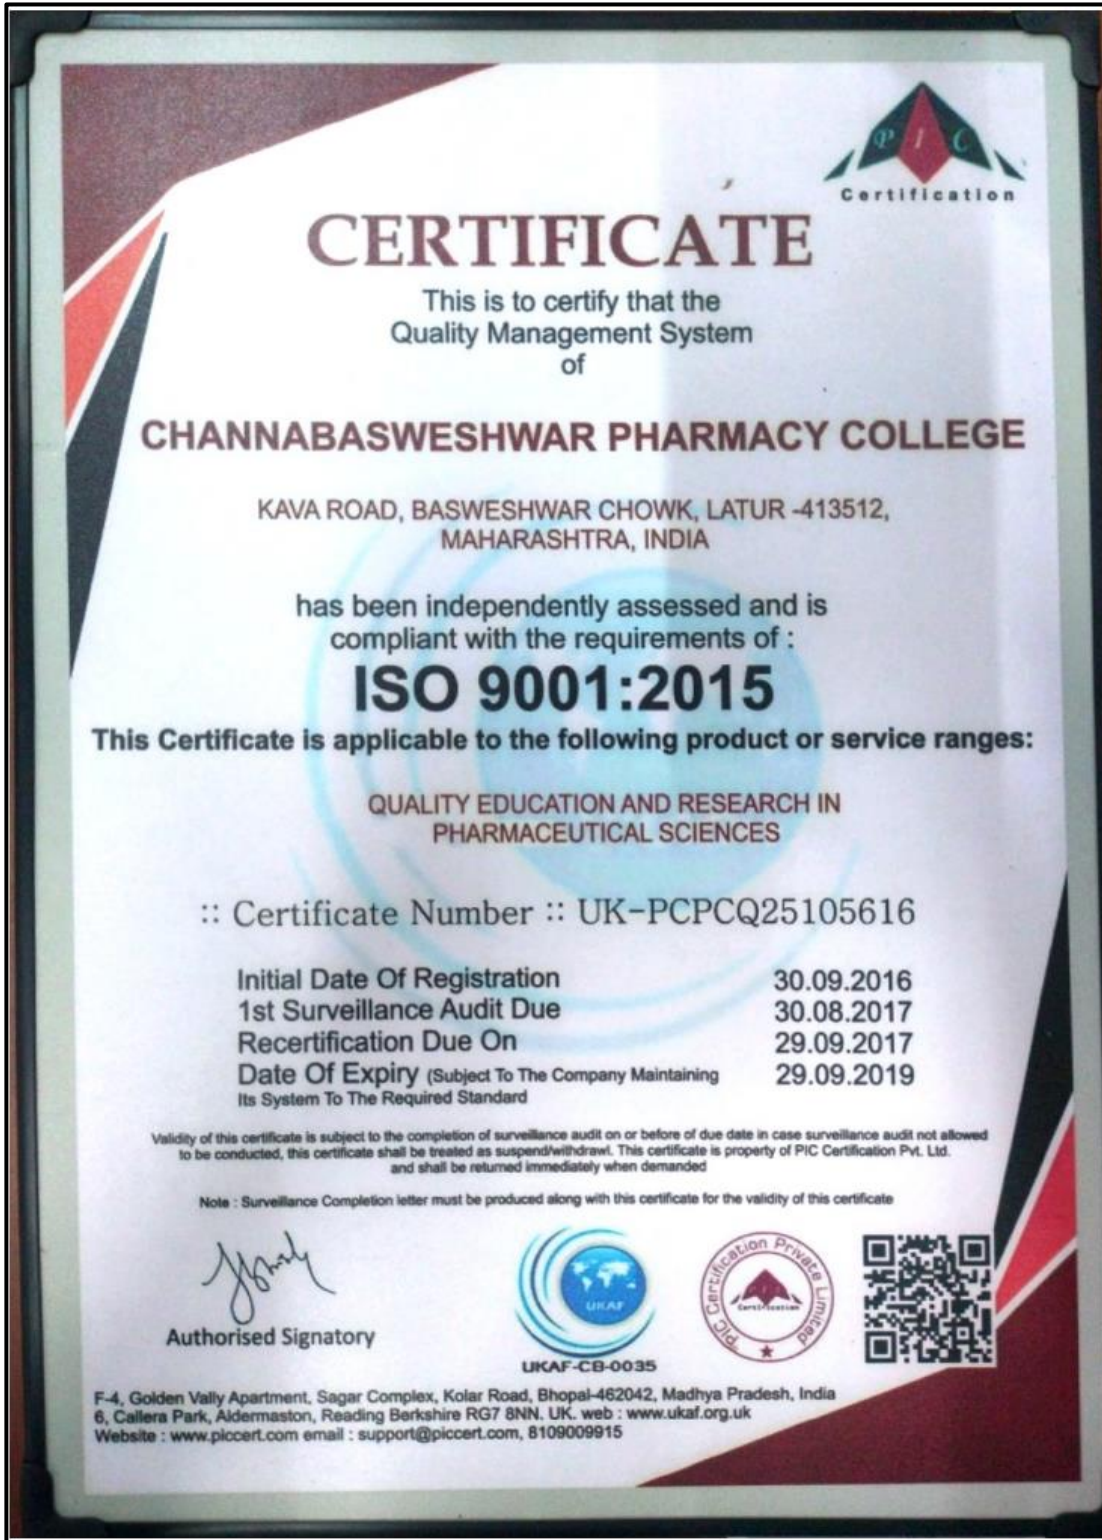 P I C
Certification
CERTIFICATE
This is to certify that the
Quality Management System
of
CHANNABASWESHWAR PHARMACY COLLEGE
KAVA ROAD, BASWESHWAR CHOWK, LATUR -413512,
MAHARASHTRA, INDIA
has been independently assessed and is
compliant with the requirements of :
ISO 9001:2015
This Certificate is applicable to the following product or service ranges:
QUALITY EDUCATION AND RESEARCH IN
PHARMACEUTICAL SCIENCES
:: Certificate Number :: UK-PCPCQ25105616
Initial Date Of Registration 30.09.2016
1st Surveillance Audit Due 30.08.2017
Recertification Due On 29.09.2017
Date Of Expiry (Subject To The Company Maintaining 29.09.2019
Its System To The Required Standard
Validity of this certificate is subject to the completion of surveillance audit on or before of due date in case surveillance audit not allowed
to be conducted, this certificate shall be treated as suspend/withdrawl. This certificate is property of PIC Certification Pvt. Ltd.
and shall be returned immediately when demanded
Note : Surveillance Completion letter must be produced along with this certificate for the validity of this certificate
Authorised Signatory
UKAF
UKAF-CB-0035
PIC Certification Private Limited
Certification
F-4, Golden Vally Apartment, Sagar Complex, Kolar Road, Bhopal-462042, Madhya Pradesh, India
6, Callera Park, Aldermaston, Reading Berkshire RG7 8NN. UK. web : www.ukaf.org.uk
Website : www.piccert.com email : support@piccert.com, 8109009915